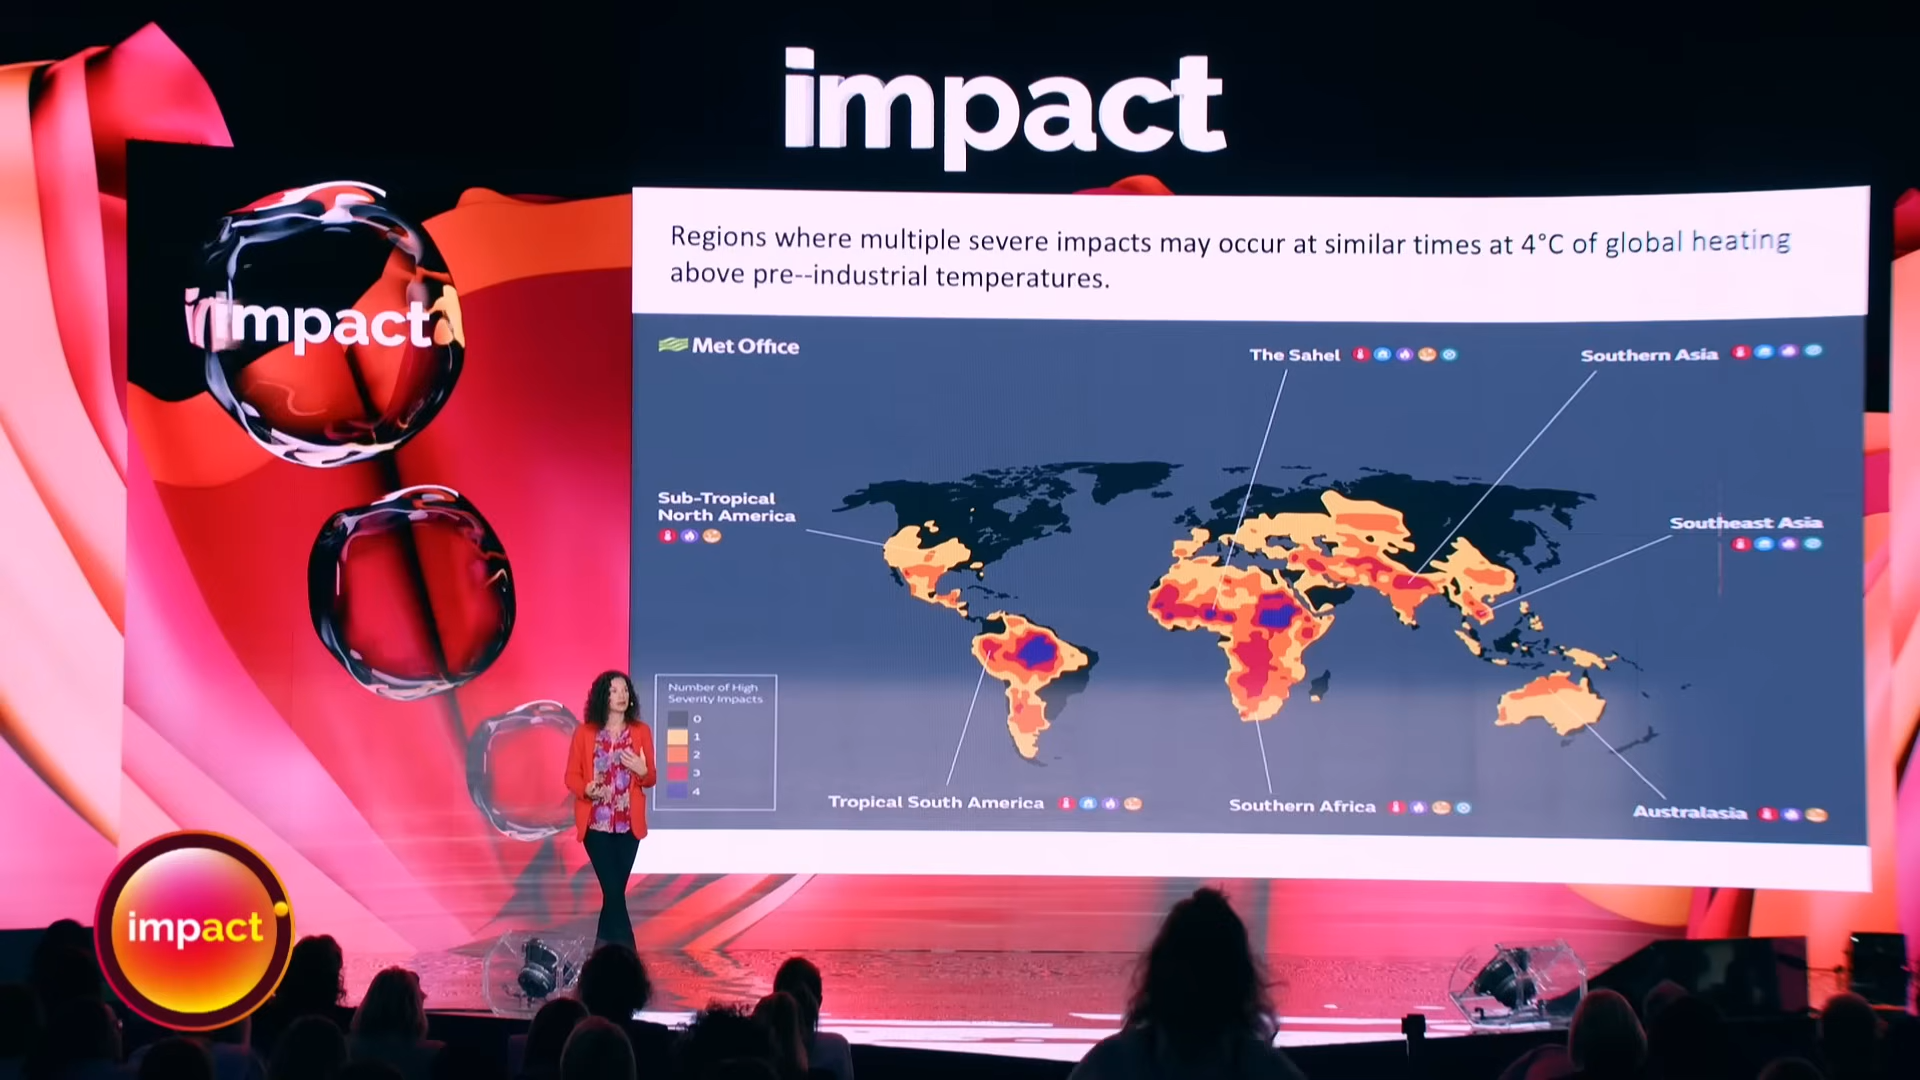 impact
impact
Regions where multiple severe impacts may occur at similar times at 4°C of global heating
above pre--industrial temperatures.
Met Office
The Sahel
Southern Asia
Sub-Tropical
North America
Southeast Asia
Number of High
Severity Impacts
0
1
2
3
4
Tropical South America
Southern Africa
Australasia
impact